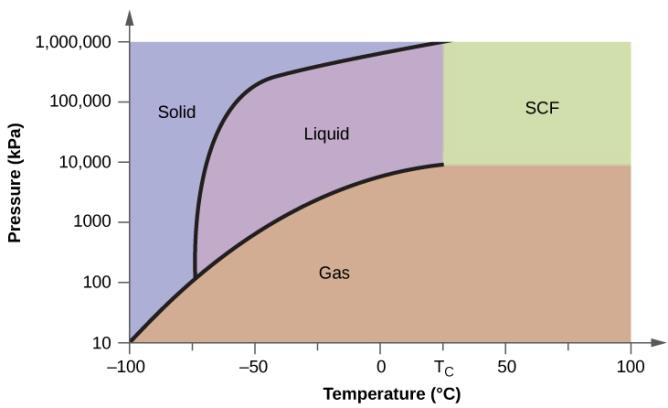 1,000,000
100,000
10,000
1000
100
10
Pressure (kPa)
Solid
Liquid
SCF
Gas
–100
–50
0
T_C
50
100
Temperature (°C)